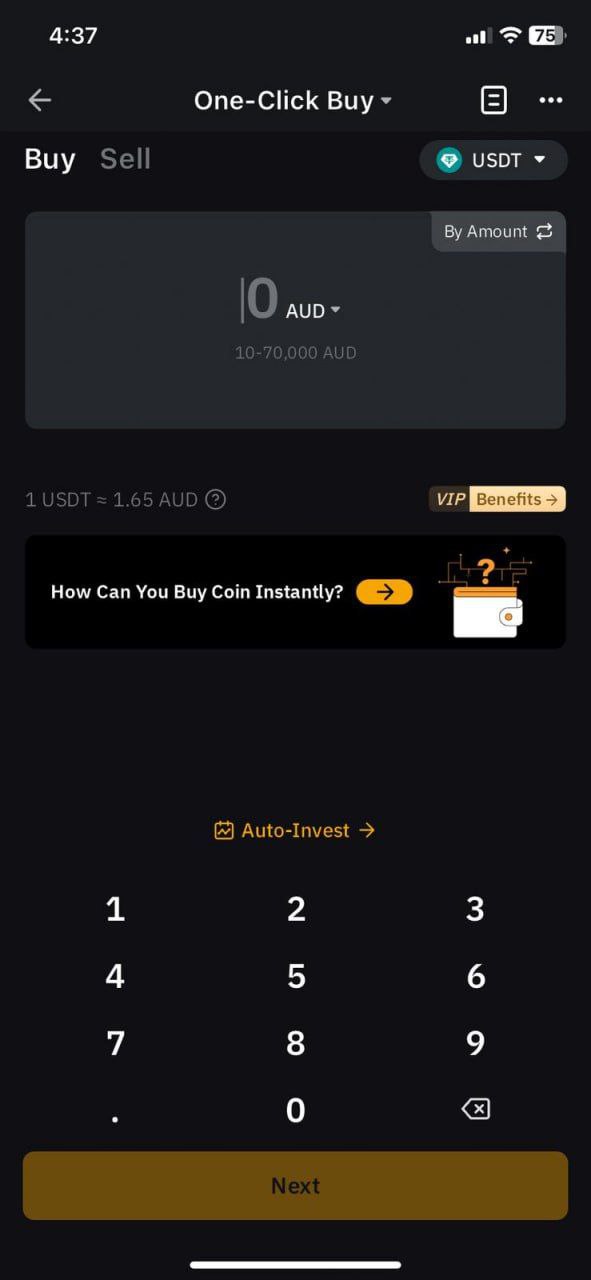 4:37
75
One-Click Buy
Buy Sell USDT
By Amount
0 AUD
10-70,000 AUD
1 USDT ≈ 1.65 AUD ?
VIP Benefits →
How Can You Buy Coin Instantly? →
?
Auto-Invest →
1 2 3
4 5 6
7 8 9
. 0
Next